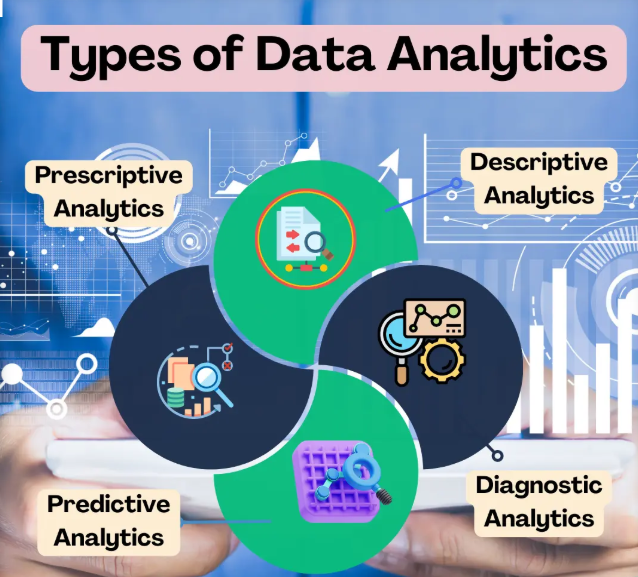 Types of Data Analytics
Prescriptive
Analytics
Descriptive
Analytics
Predictive
Analytics
Diagnostic
Analytics